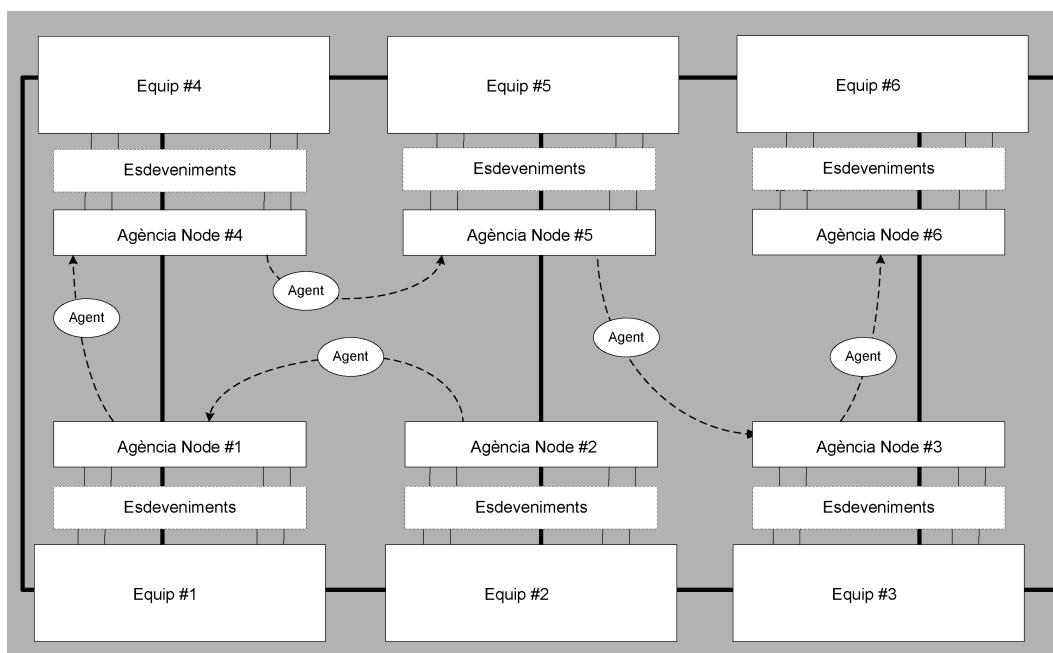 Equip #4
Equip #5
Equip #6
Esdeveniments
Esdeveniments
Esdeveniments
Agència Node #4
Agència Node #5
Agència Node #6
Agent
Agent
Agent
Agent
Agent
Agència Node #1
Agència Node #2
Agència Node #3
Esdeveniments
Esdeveniments
Esdeveniments
Equip #1
Equip #2
Equip #3